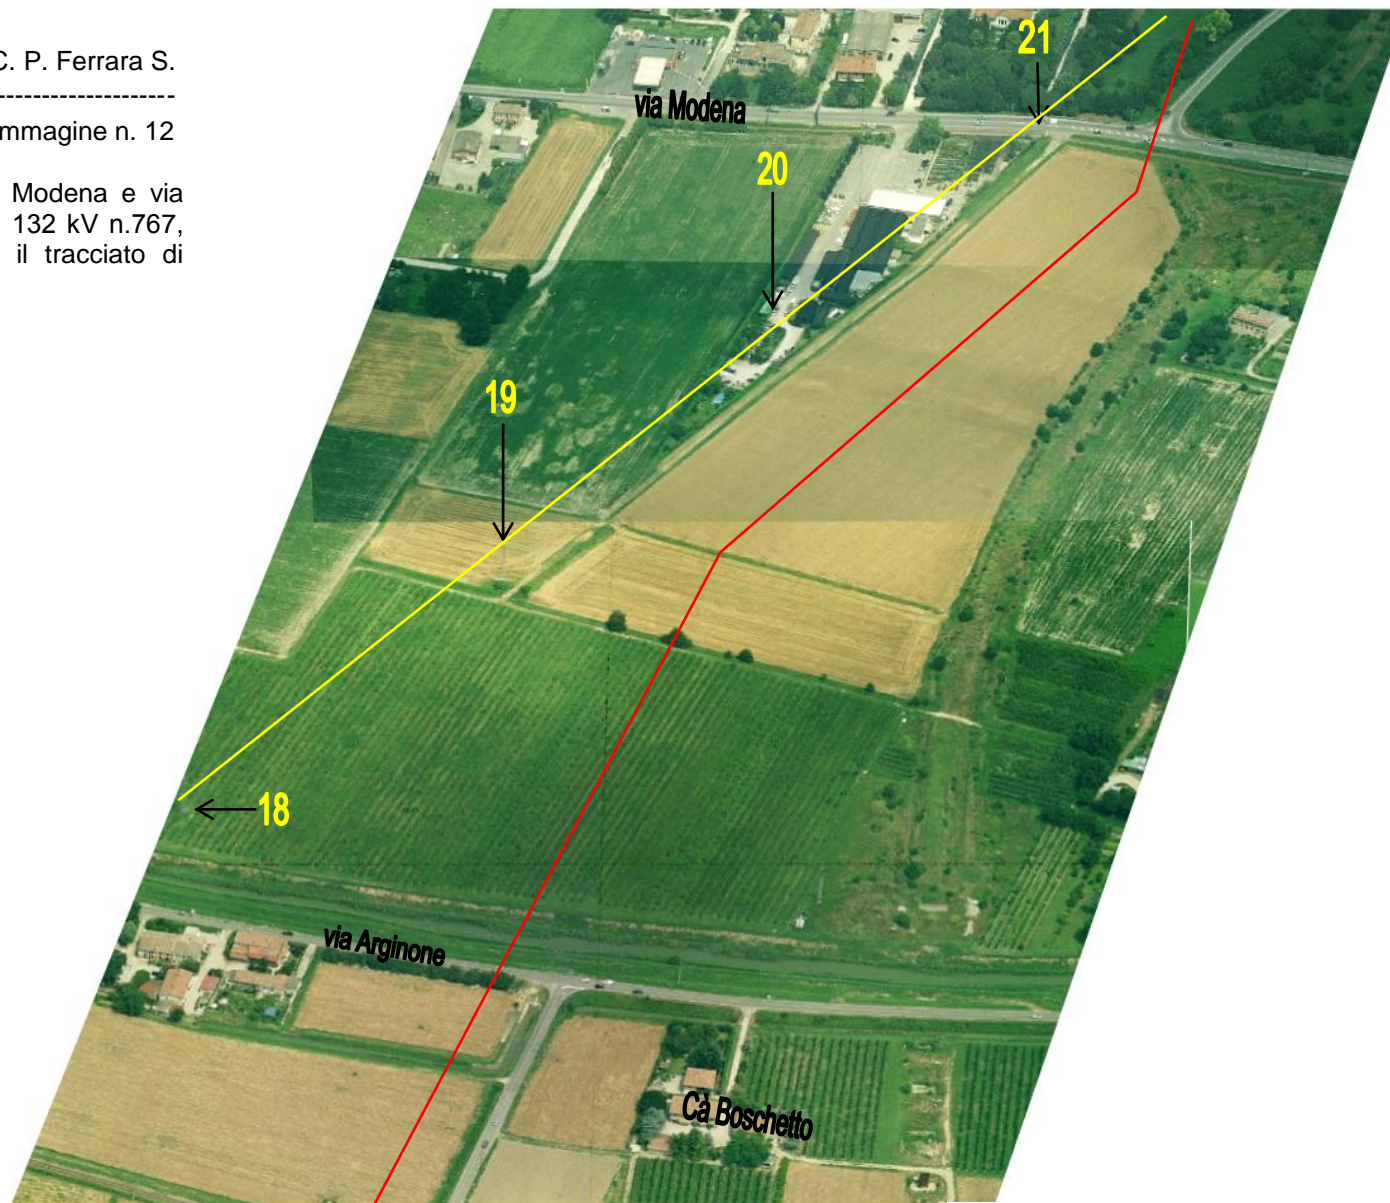 C. P. Ferrara S.
mmagine n. 12
Modena e via
132 kV n.767,
il tracciato di
21
via Modena
20
19
18
via Arginone
Cà Boschetto